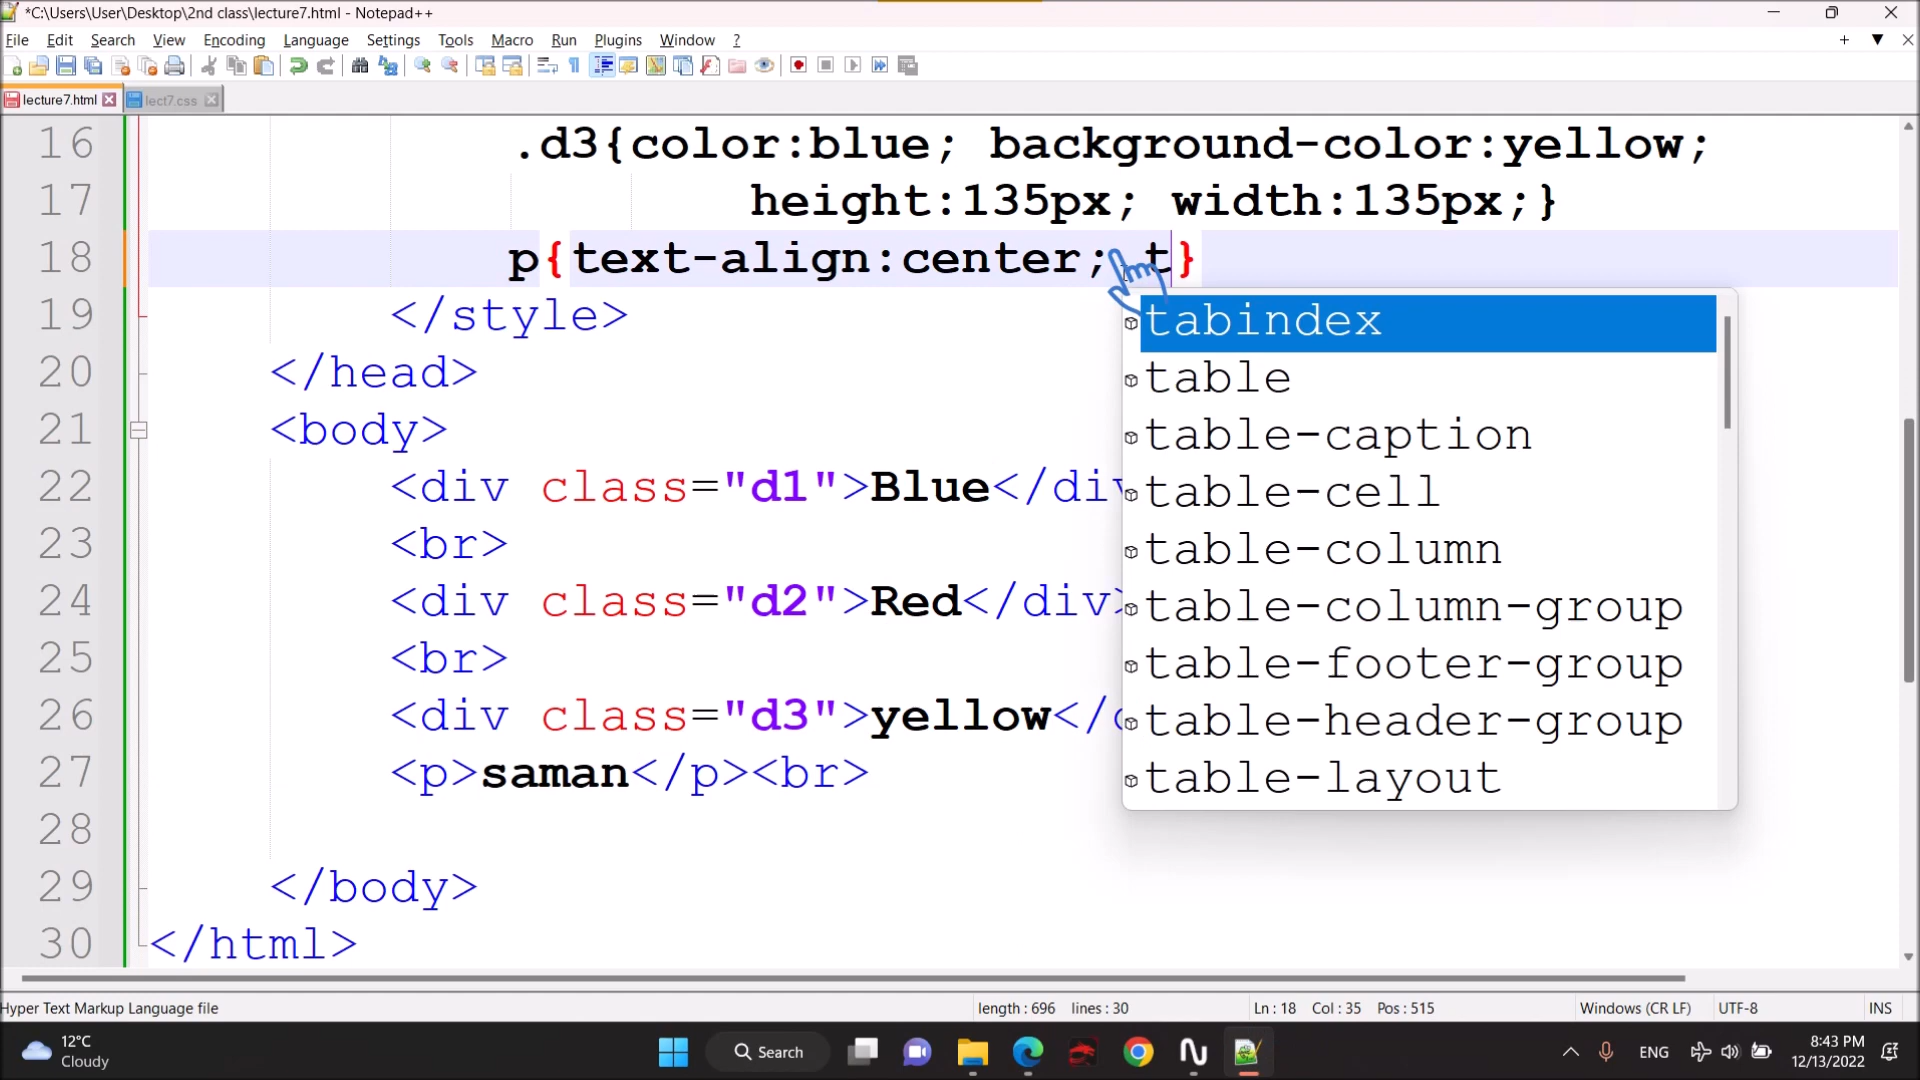 *C:\Users\User\Desktop\2nd class\lecture7.html - Notepad++
File Edit Search View Encoding Language Settings Tools Macro Run Plugins Window ?
lecture7.html lect7.css
16 .d3{color:blue; background-color:yellow;
17 height:135px; width:135px;}
18 p{text-align:center; t}
19 </style>
20 </head>
21 <body>
22 <div class="d1">Blue</div
23 <br>
24 <div class="d2">Red</div>
25 <br>
26 <div class="d3">yellow</d
27 <p>saman</p><br>
28
29 </body>
30 </html>
tabindex
table
table-caption
table-cell
table-column
table-column-group
table-footer-group
table-header-group
table-layout
Hyper Text Markup Language file length : 696 lines : 30 Ln : 18 Col : 35 Pos : 515 Windows (CR LF) UTF-8 INS
12°C
Cloudy
Search
ENG
8:43 PM
12/13/2022